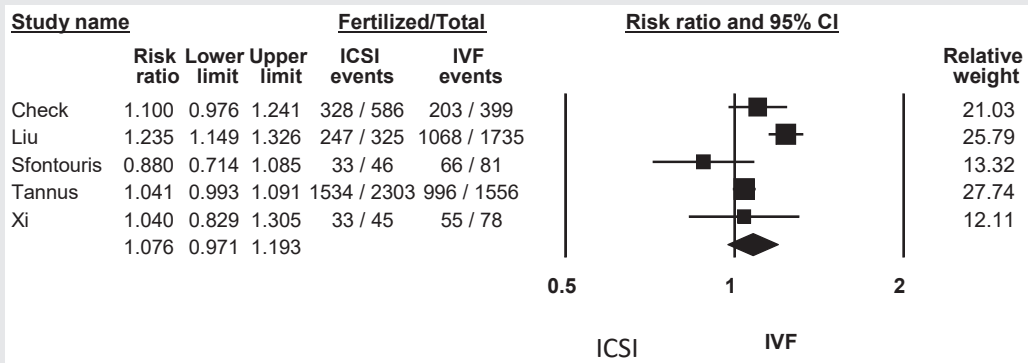 Study name Fertilized/Total Risk ratio and 95% CI
Risk Lower Upper ICSI IVF Relative
ratio limit limit events events weight
Check 1.100 0.976 1.241 328 / 586 203 / 399 21.03
Liu 1.235 1.149 1.326 247 / 325 1068 / 1735 25.79
Sfontouris 0.880 0.714 1.085 33 / 46 66 / 81 13.32
Tannus 1.041 0.993 1.091 1534 / 2303 996 / 1556 27.74
Xi 1.040 0.829 1.305 33 / 45 55 / 78 12.11
1.076 0.971 1.193
0.5 1 2
ICSI IVF